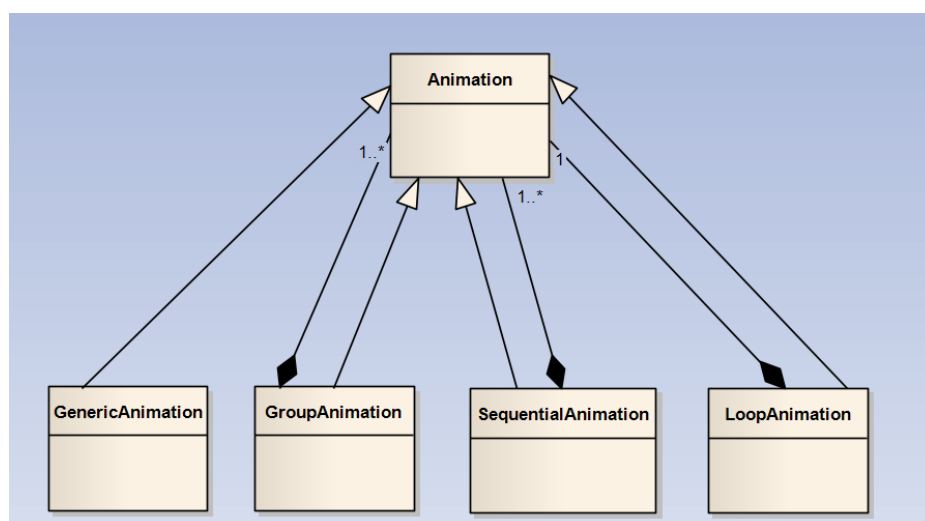 Animation
1..*
1
1..*
GenericAnimation
GroupAnimation
SequentialAnimation
LoopAnimation